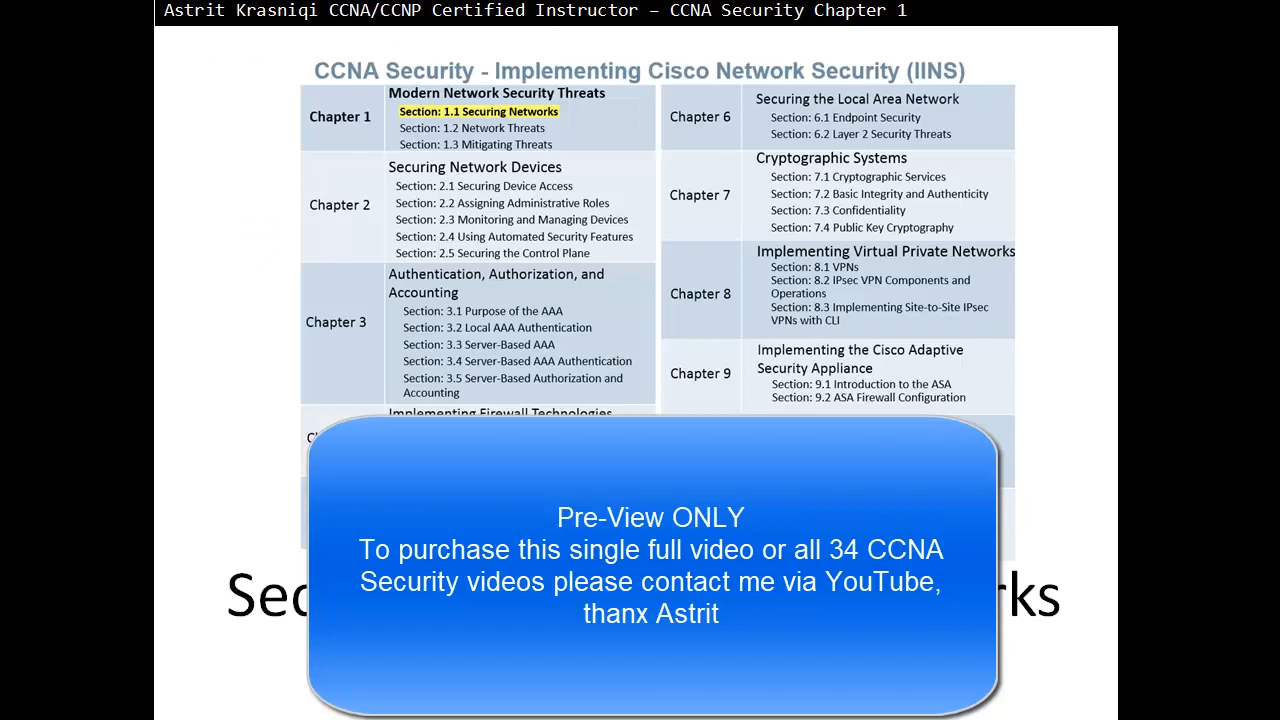 Astrit Krasniqi CCNA/CCNP Certified Instructor – CCNA Security Chapter 1
CCNA Security - Implementing Cisco Network Security (IINS)
Chapter 1
Modern Network Security Threats
Section: 1.1 Securing Networks
Section: 1.2 Network Threats
Section: 1.3 Mitigating Threats
Chapter 2
Securing Network Devices
Section: 2.1 Securing Device Access
Section: 2.2 Assigning Administrative Roles
Section: 2.3 Monitoring and Managing Devices
Section: 2.4 Using Automated Security Features
Section: 2.5 Securing the Control Plane
Chapter 3
Authentication, Authorization, and
Accounting
Section: 3.1 Purpose of the AAA
Section: 3.2 Local AAA Authentication
Section: 3.3 Server-Based AAA
Section: 3.4 Server-Based AAA Authentication
Section: 3.5 Server-Based Authorization and
Accounting
Implementing Firewall Technologies
Chapter 6
Securing the Local Area Network
Section: 6.1 Endpoint Security
Section: 6.2 Layer 2 Security Threats
Chapter 7
Cryptographic Systems
Section: 7.1 Cryptographic Services
Section: 7.2 Basic Integrity and Authenticity
Section: 7.3 Confidentiality
Section: 7.4 Public Key Cryptography
Chapter 8
Implementing Virtual Private Networks
Section: 8.1 VPNs
Section: 8.2 IPsec VPN Components and
Operations
Section: 8.3 Implementing Site-to-Site IPsec
VPNs with CLI
Chapter 9
Implementing the Cisco Adaptive
Security Appliance
Section: 9.1 Introduction to the ASA
Section: 9.2 ASA Firewall Configuration
Pre-View ONLY
To purchase this single full video or all 34 CCNA
Security videos please contact me via YouTube,
thanx Astrit